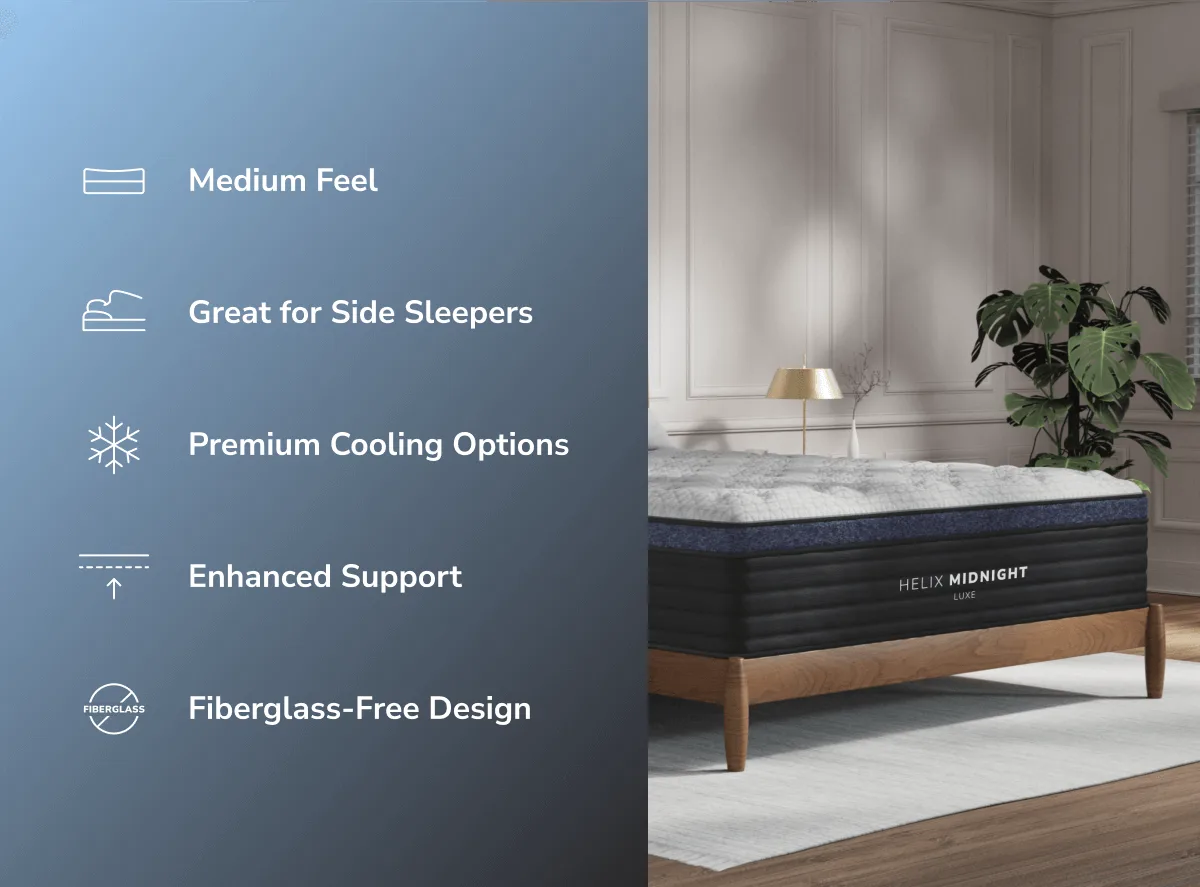 Medium Feel
Great for Side Sleepers
Premium Cooling Options
Enhanced Support
FIBERGLASS
Fiberglass-Free Design
HELIX MIDNIGHT
LUXE